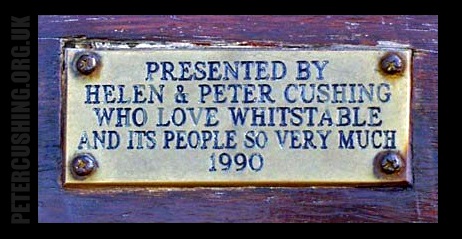 PRESENTED BY
HELEN & PETER CUSHING
WHO LOVE WHITSTABLE
AND ITS PEOPLE SO VERY MUCH
1990
PETERCUSHING.ORG.UK